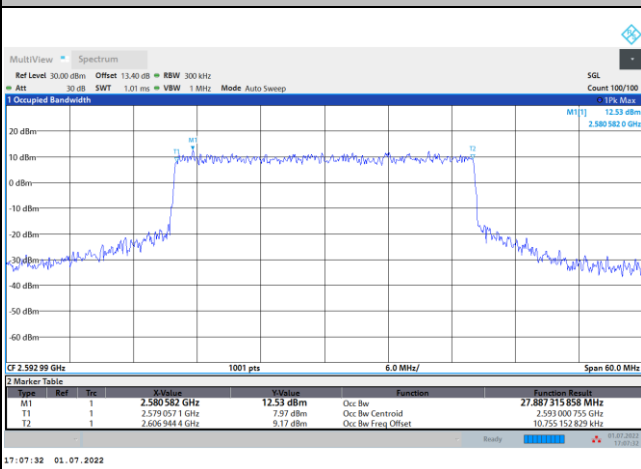 MultiView Spectrum
Ref Level 30.00 dBm Offset 13.40 dB RBW 300 kHz SGL
Att 30 dB SWT 1.01 ms VBW 1 MHz Mode Auto Sweep Count 100/100
1 Occupied Bandwidth 1Pk Max
M1[1] 12.53 dBm
2.580 582 0 GHz
20 dBm
M1
T1
T2
10 dBm
0 dBm
-10 dBm
-20 dBm
-30 dBm
-40 dBm
-50 dBm
-60 dBm
CF 2.592 99 GHz 1001 pts 6.0 MHz/ Span 60.0 MHz
2 Marker Table
Type Ref Trc X-Value Y-Value Function Function Result
M1 1 2.580 582 GHz 12.53 dBm Occ Bw 27.887 315 858 MHz
T1 1 2.579 057 1 GHz 7.97 dBm Occ Bw Centroid 2.593 000 755 GHz
T2 1 2.606 944 4 GHz 9.17 dBm Occ Bw Freq Offset 10.755 152 829 kHz
Ready 01.07.2022
17:07:32
17:07:32 01.07.2022